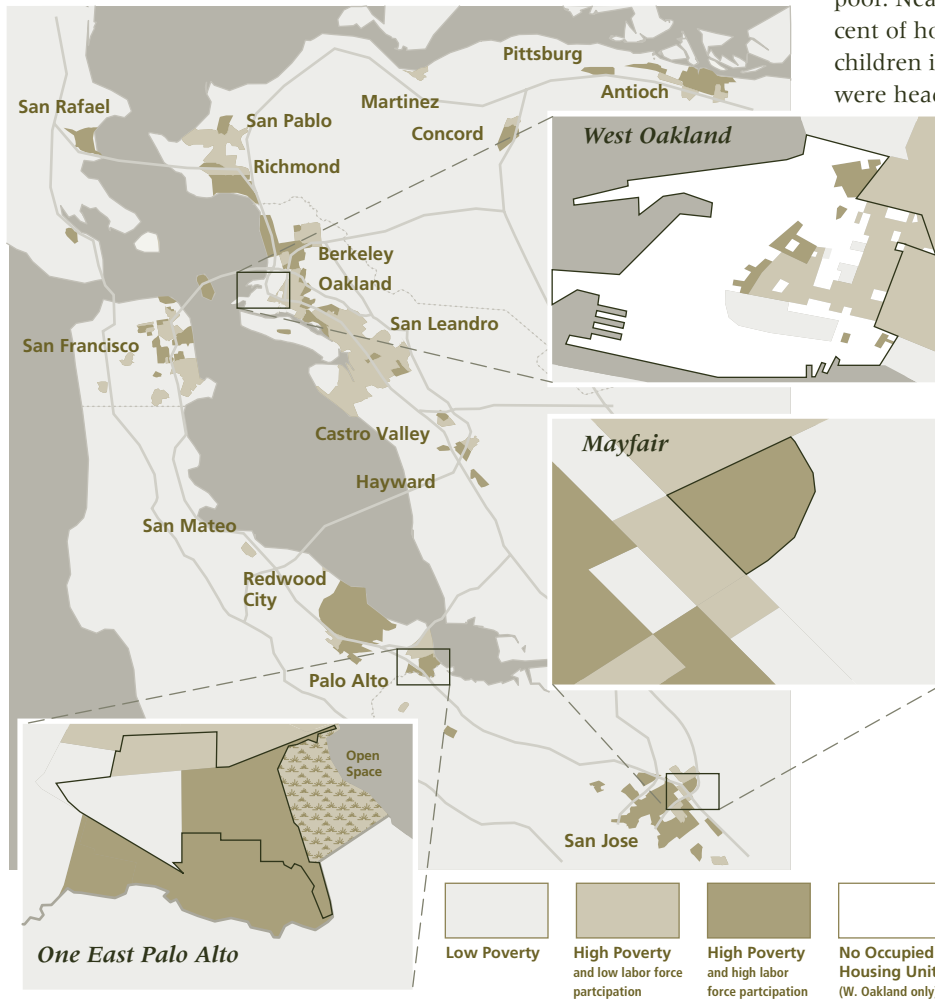 poor. Nea
cent of ho
children i
were head
Pittsburg
San Rafael
Martinez
Antioch
San Pablo
Concord
West Oakland
Richmond
Berkeley
Oakland
San Leandro
San Francisco
Castro Valley
Mayfair
Hayward
San Mateo
Redwood
City
Palo Alto
Open
Space
San Jose
One East Palo Alto
Low Poverty
High Poverty
and low labor force
partcipation
High Poverty
and high labor
force partcipation
No Occupied
Housing Unit
(W. Oakland only